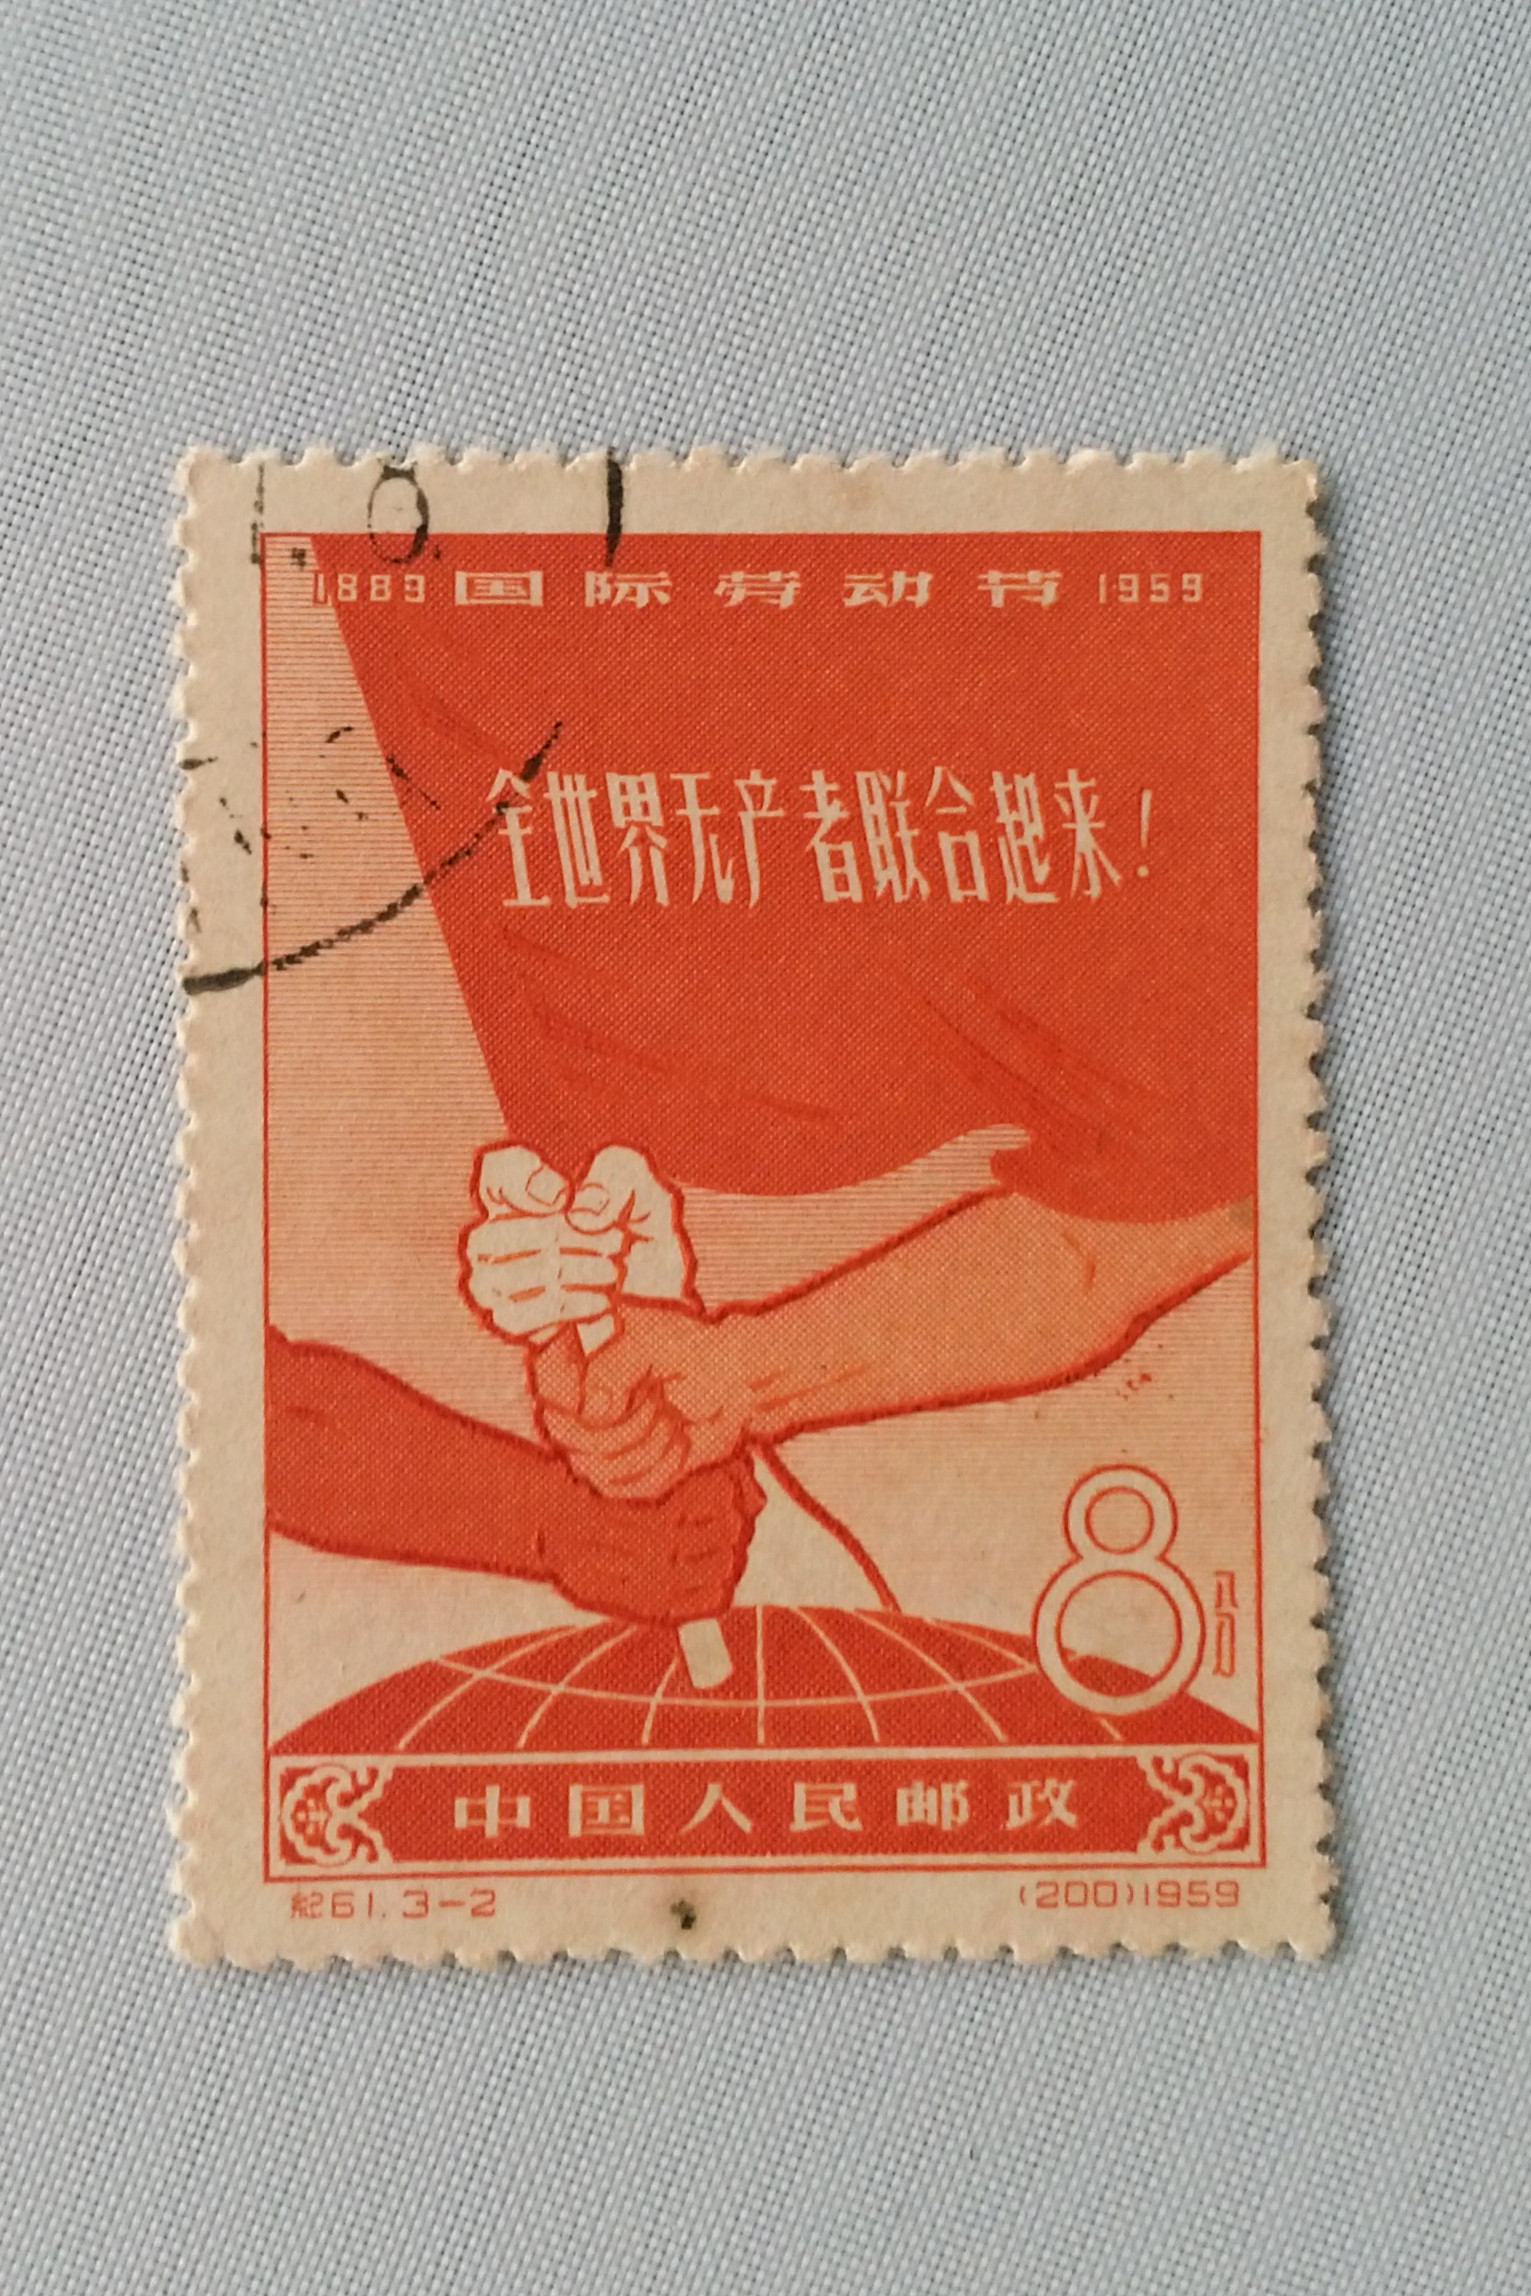 1889 国际劳动节 1959
全世界无产者联合起来!
8 八分
中国人民邮政
紀61.3-2 (200)1959